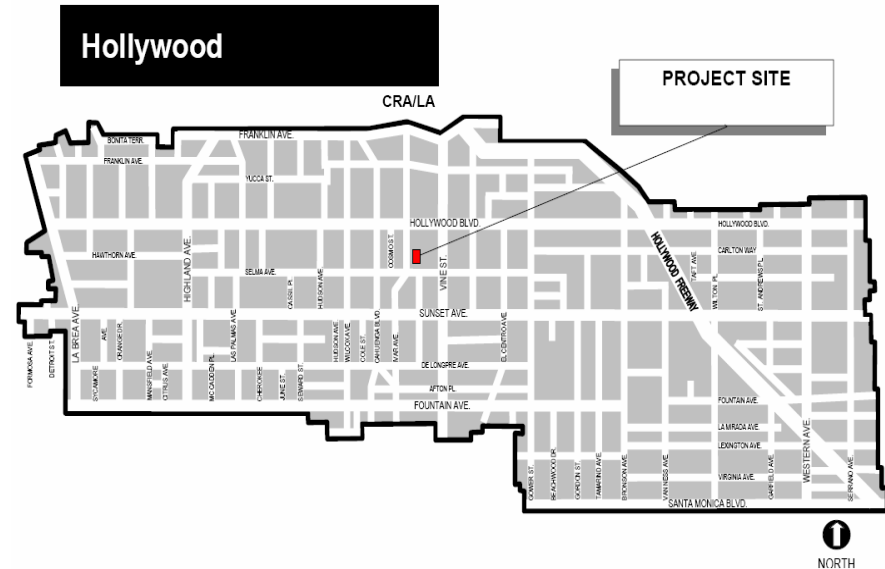 Hollywood
PROJECT SITE
CRA/LA
FRANKLIN AVE.
BONITA TERR.
FRANKLIN AVE.
YUCCA ST.
HOLLYWOOD BLVD.
HOLLYWOOD BLVD.
HAWTHORN AVE.
HIGHLAND AVE.
SELMA AVE.
CASSIL PL.
HUDSON AVE.
COSMO ST.
VINE ST.
HOLLYWOOD FREEWAY
CARLTON WAY
TAFT AVE.
WILTON PL.
ST. ANDREWS PL.
SUNSET AVE.
FORMOSA AVE.
DETROIT ST.
LA BREA AVE.
SYCAMORE
AVE.
ORANGE DR.
MANSFIELD AVE.
CITRUS AVE.
MC CADDEN PL.
LAS PALMAS AVE.
CHEROKEE
JUNE ST.
SEWARD ST.
HUDSON AVE.
WILCOX AVE.
COLE ST.
CAHUENGA BLVD.
IVAR AVE.
EL CENTRO AVE.
DE LONGPRE AVE.
AFTON PL.
FOUNTAIN AVE.
FOUNTAIN AVE.
LA MIRADA AVE.
LEXINGTON AVE.
VIRGINIA AVE.
SANTA MONICA BLVD.
GOWER ST.
BEACHWOOD DR.
GORDON ST.
TAMARIND AVE.
BRONSON AVE.
VAN NESS AVE.
GARFIELD AVE.
WESTERN AVE.
SERRANO AVE.
NORTH